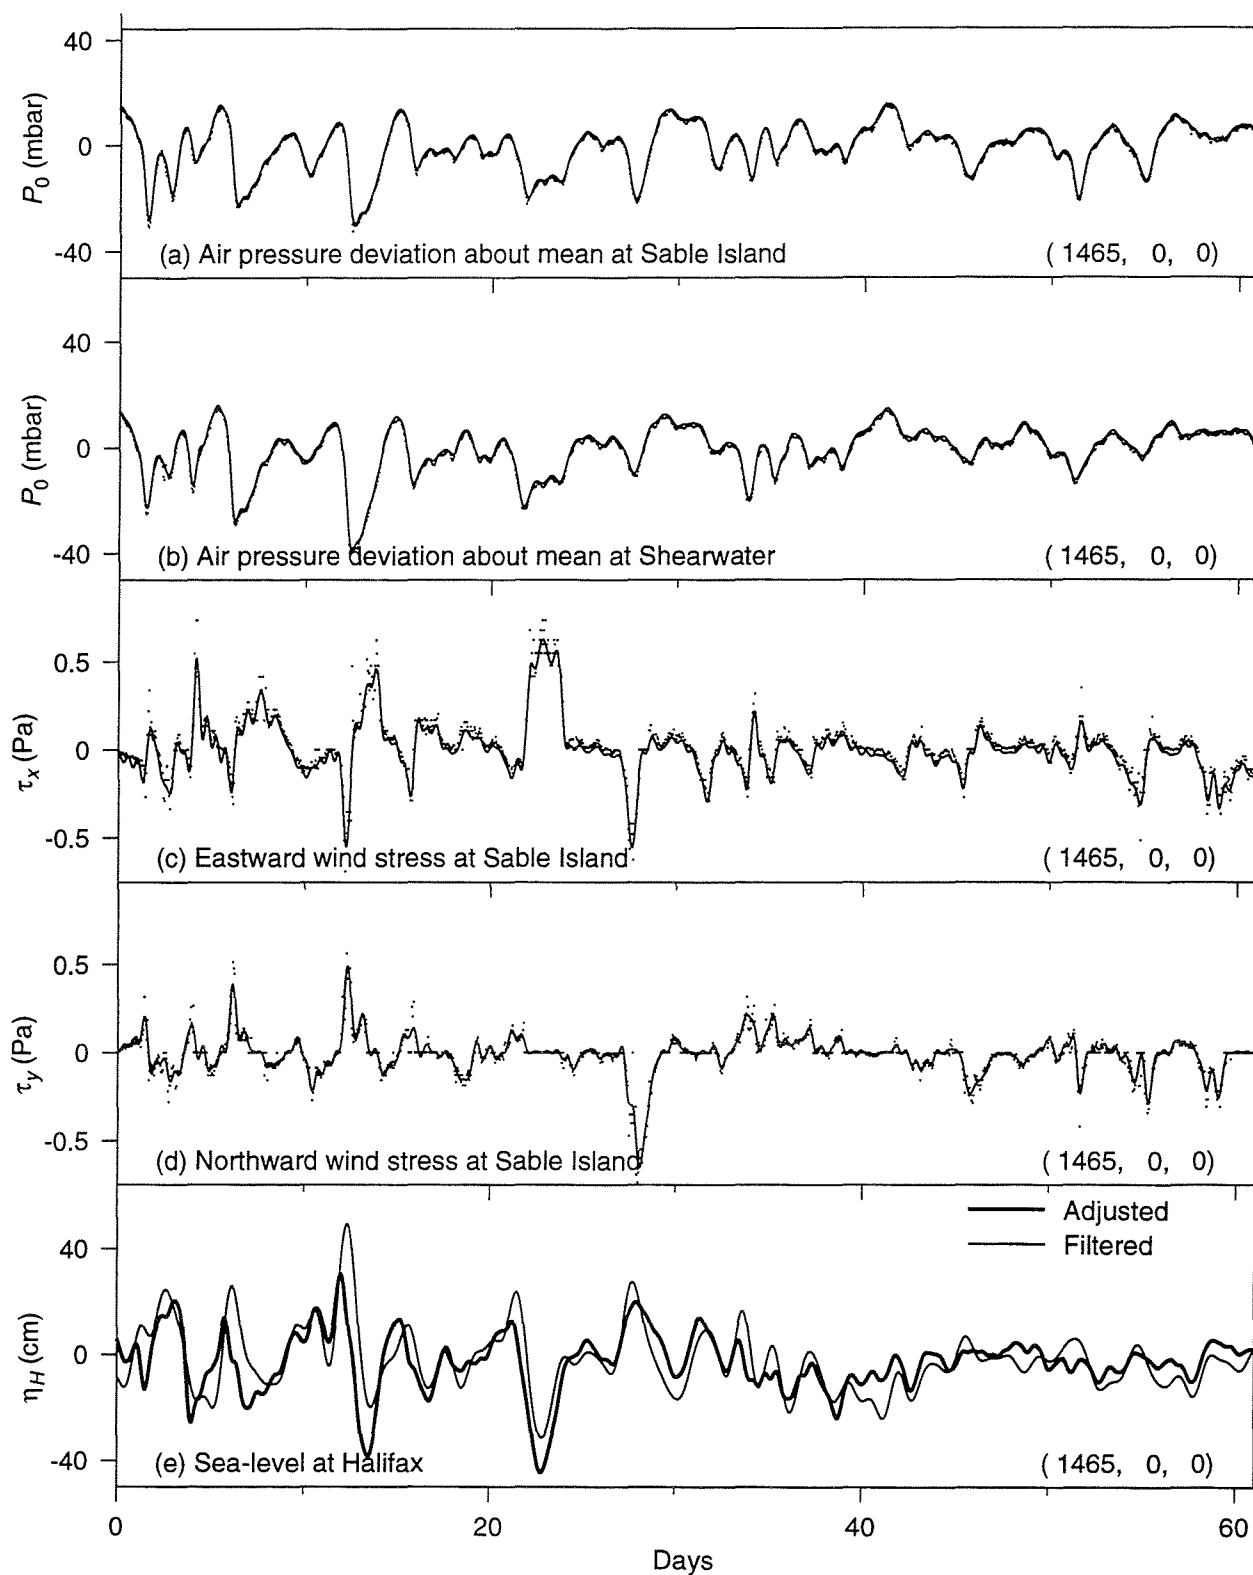 40
0
-40
P0 (mbar)
(a) Air pressure deviation about mean at Sable Island
(1465, 0, 0)
40
0
-40
P0 (mbar)
(b) Air pressure deviation about mean at Shearwater
(1465, 0, 0)
0.5
0
-0.5
τx (Pa)
(c) Eastward wind stress at Sable Island
(1465, 0, 0)
0.5
0
-0.5
τy (Pa)
(d) Northward wind stress at Sable Island
(1465, 0, 0)
Adjusted
Filtered
40
0
-40
ηH (cm)
(e) Sea-level at Halifax
(1465, 0, 0)
0
20
40
60
Days